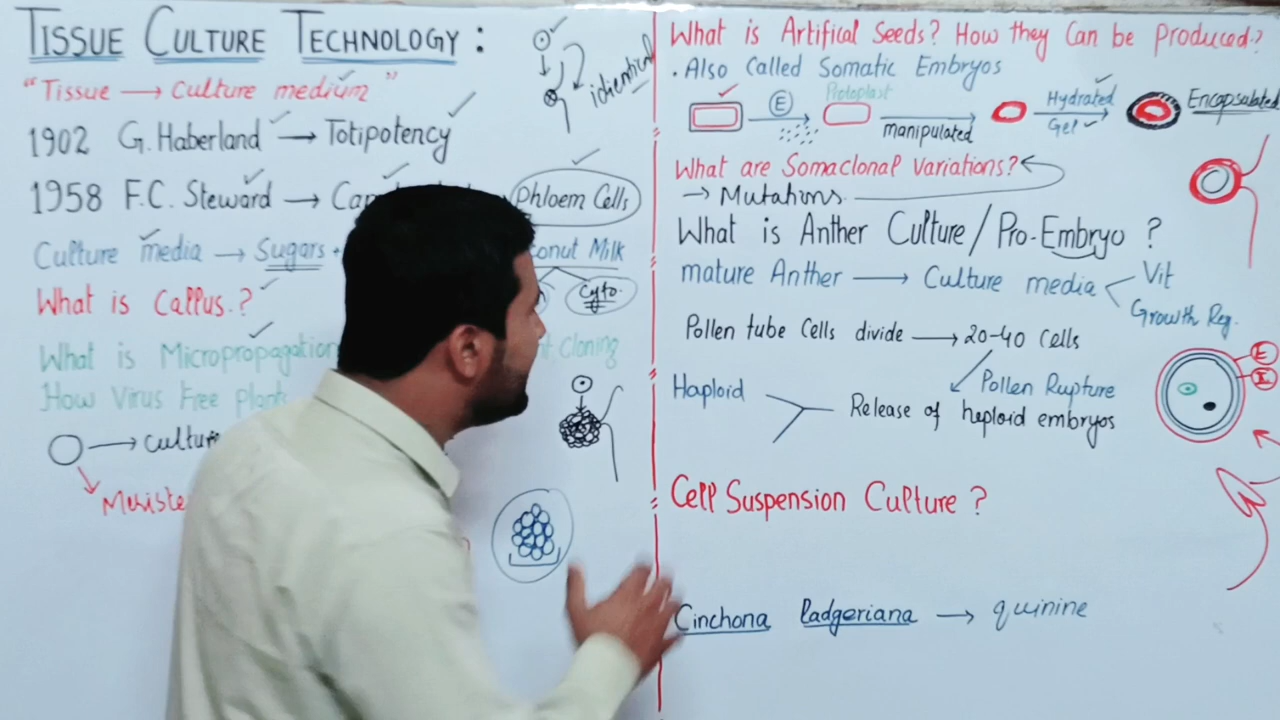 TISSUE CULTURE TECHNOLOGY :
identical
"Tissue → Culture medium"
1902 G. Haberland → Totipotency
1958 F.C. Steward → Phloem Cells
Culture media → Sugars + Milk
Cyto.
What is Callus.?
What is Micropropagation Cloning
How Virus Free Plants
→ culture
What is Artifical Seeds? How they Can be Produced?
. Also Called Somatic Embryos
E → Protoplast manipulated → Hydrated Gel → Encapsulated
What are Somaclonal Variations?
→ Mutations
What is Anther Culture / Pro-Embryo ?
mature Anther → Culture media < Vit
Growth Reg.
Pollen tube Cells divide → 20-40 Cells
E
I
Pollen Rupture
Haploid Release of haploid embryos
Cell Suspension Culture ?
Cinchona ladgeriana → quinine